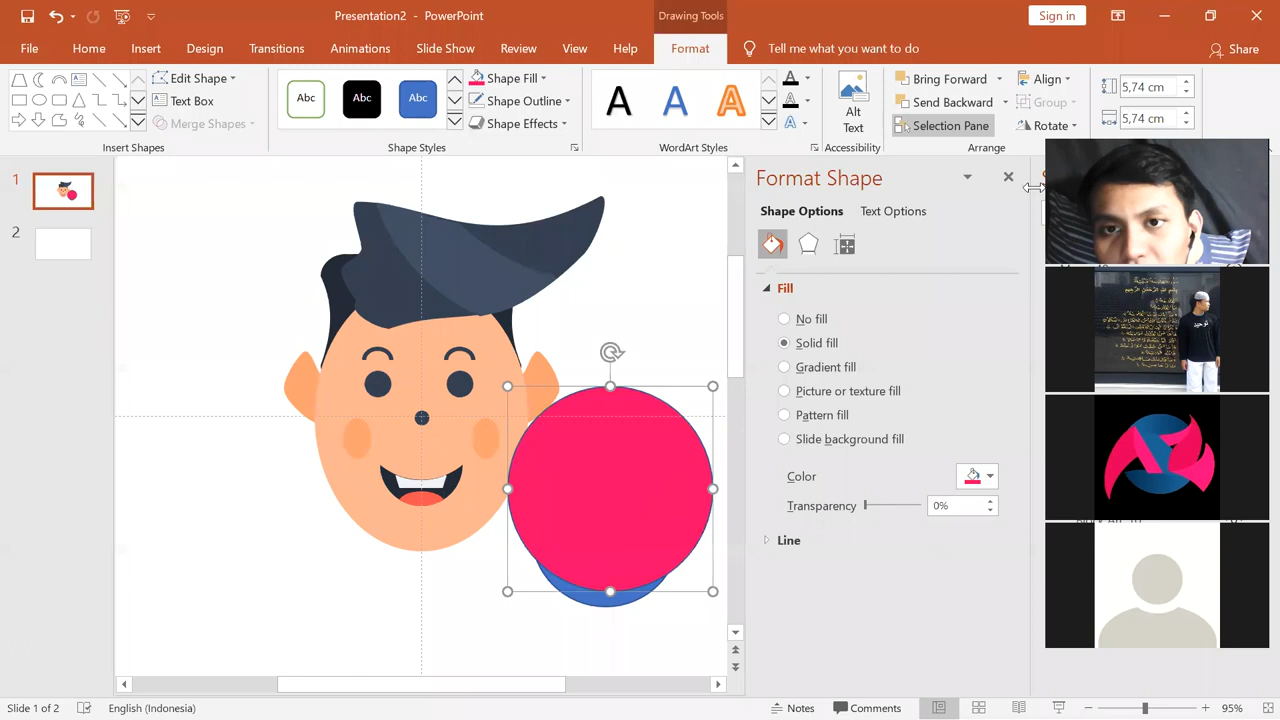 Presentation2 - PowerPoint
Drawing Tools
Sign in
File
Home
Insert
Design
Transitions
Animations
Slide Show
Review
View
Help
Format
Tell me what you want to do
Share
Edit Shape
Text Box
Merge Shapes
Insert Shapes
Abc
Abc
Abc
Shape Fill
Shape Outline
Shape Effects
Shape Styles
A
A
A
A
A
A
WordArt Styles
Alt
Text
Accessibility
Bring Forward
Send Backward
Selection Pane
Align
Group
Rotate
Arrange
5,74 cm
5,74 cm
1
2
Format Shape
Shape Options
Text Options
Fill
No fill
Solid fill
Gradient fill
Picture or texture fill
Pattern fill
Slide background fill
Color
Transparency
0%
Line
Slide 1 of 2
English (Indonesia)
Notes
Comments
95%